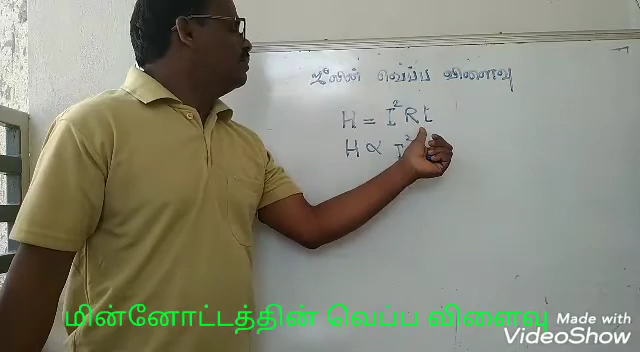 ஜூலின் வெப்ப விளைவு
H = I²Rt
H ∝ I²
மின்னோட்டத்தின் வெப்ப விளைவு
Made with
VideoShow